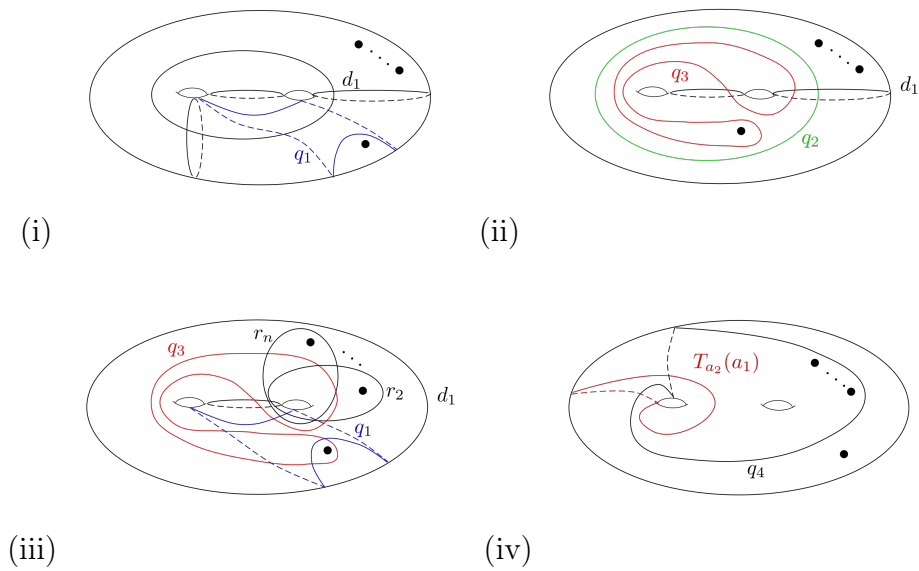 d₁
q₁
(i)
q₃
d₁
q₂
(ii)
q₃
rₙ
r₂
d₁
q₁
(iii)
Tₐ₂(a₁)
q₄
(iv)